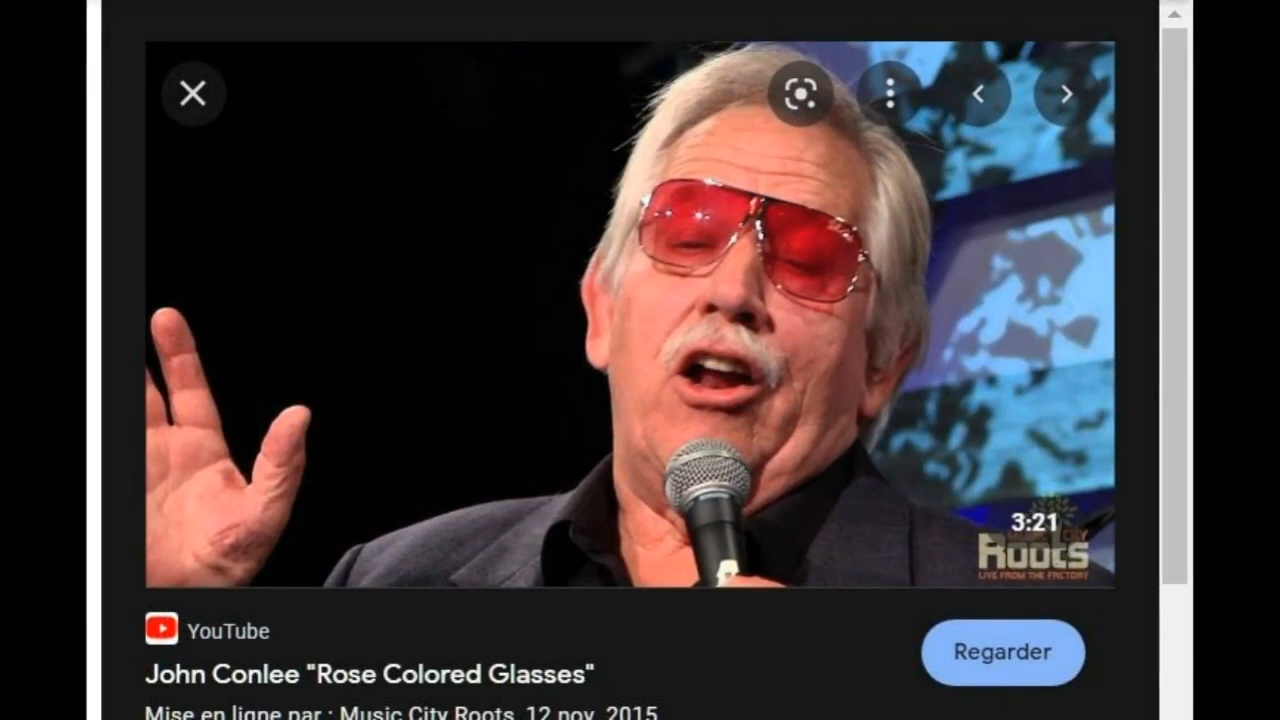 3:21
Roots
LIVE FROM THE FACTORY
YouTube
Regarder
John Conlee "Rose Colored Glasses"
Mise en ligne par : Music City Roots, 12 nov. 2015